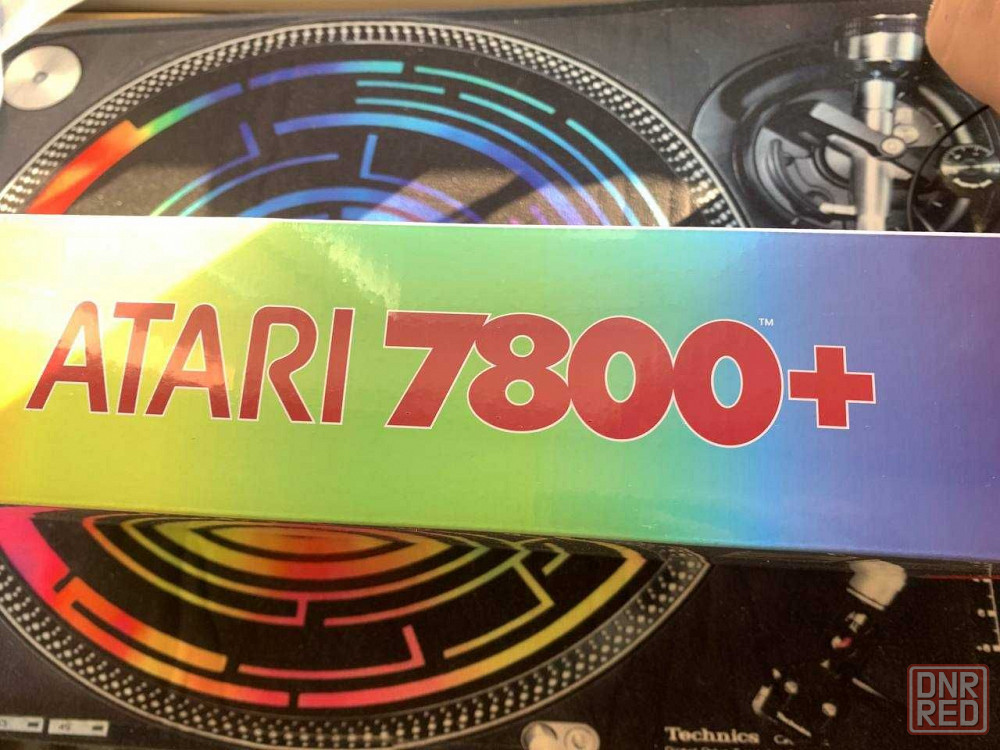 ATARI 7800+™
Technics
DNR
RED